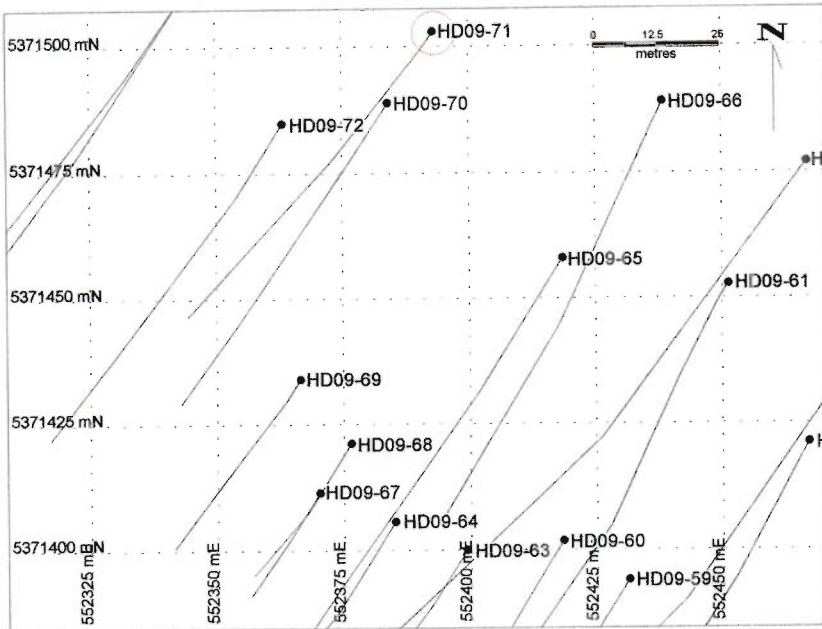 5371500 mN
HD09-71
0 12.5 25
metres
N
HD09-70
HD09-66
HD09-72
5371475 mN
H
HD09-65
5371450 mN
HD09-61
HD09-69
5371425 mN
HD09-68
H
HD09-67
HD09-64
5371400 mN
HD09-63
HD09-60
HD09-59
552325 mE
552350 mE
552375 mE
552400 mE
552425 mE
552450 mE